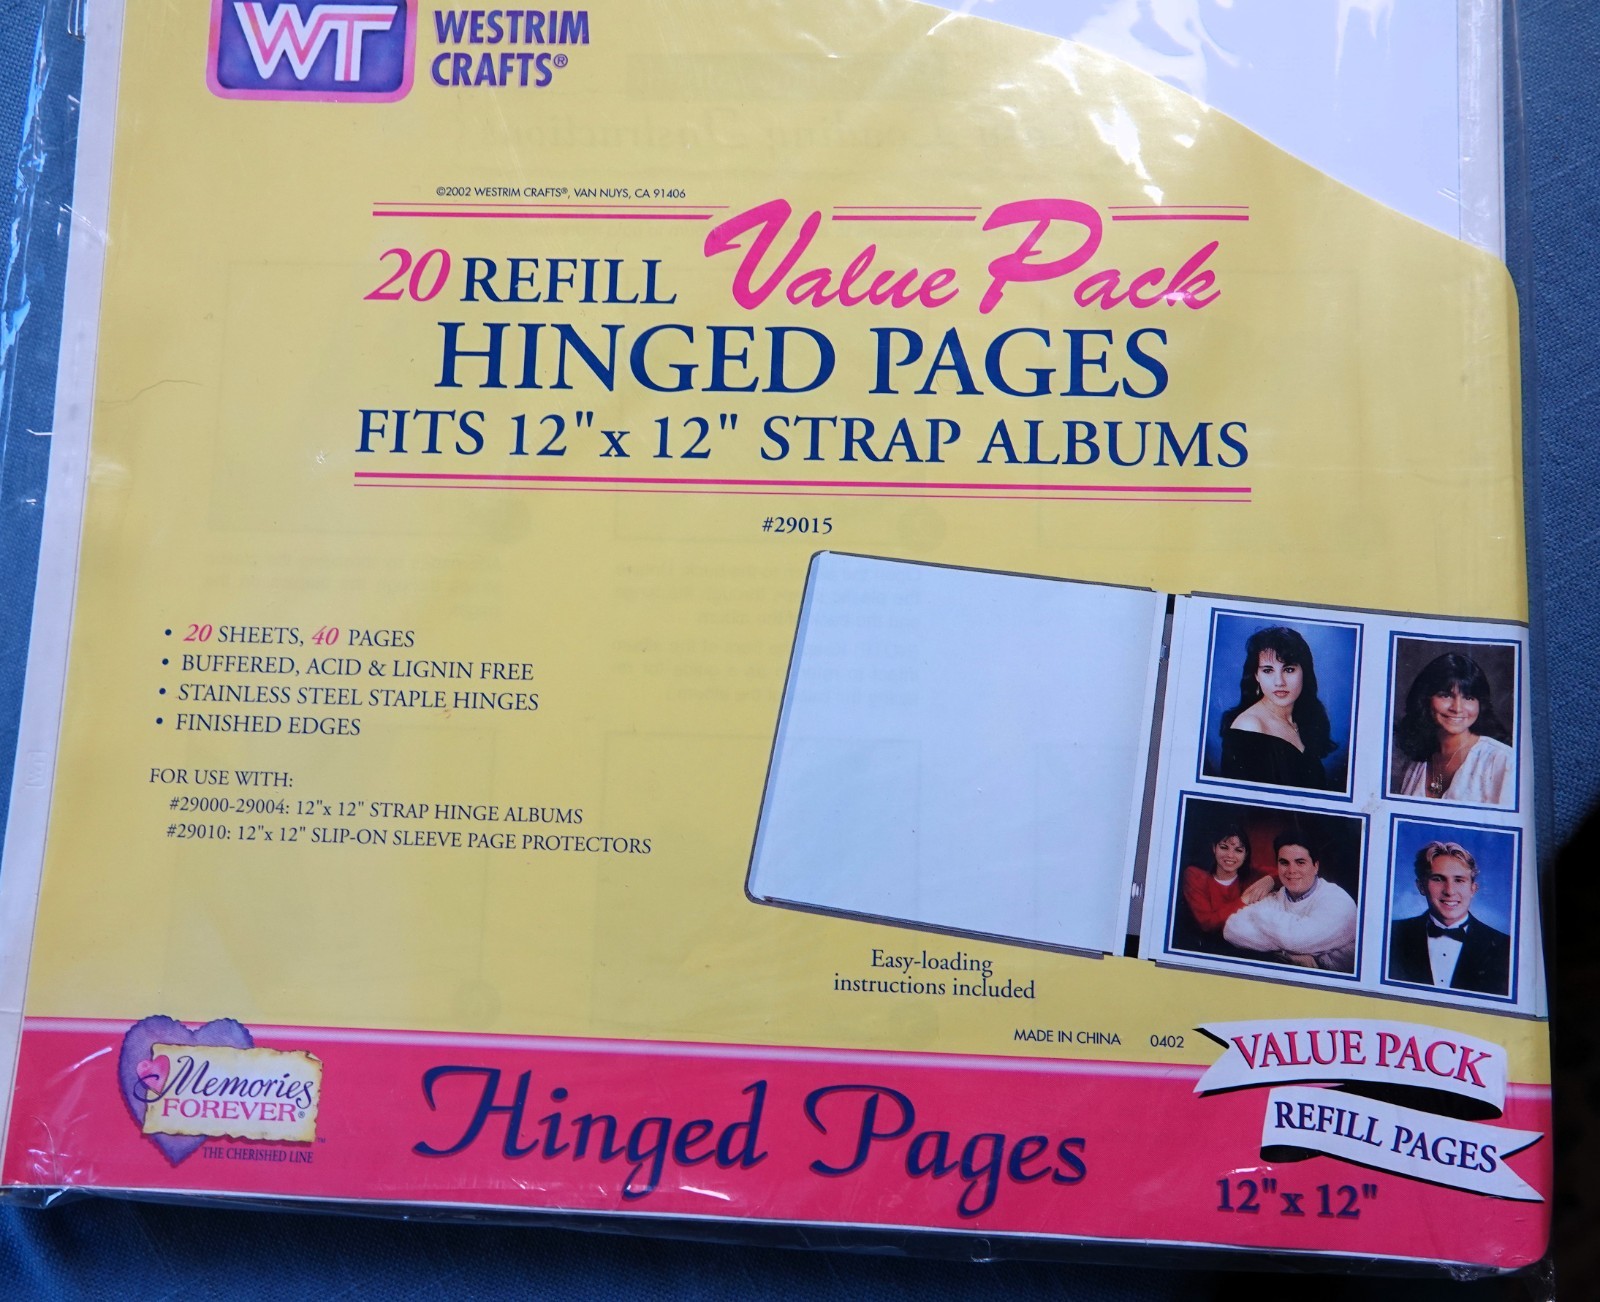 WT
WESTRIM
CRAFTS®
©2002 WESTRIM CRAFTS®, VAN NUYS, CA 91406
20 REFILL Value Pack
HINGED PAGES
FITS 12"x 12" STRAP ALBUMS
#29015
• 20 SHEETS, 40 PAGES
• BUFFERED, ACID & LIGNIN FREE
• STAINLESS STEEL STAPLE HINGES
• FINISHED EDGES
FOR USE WITH:
#29000-29004: 12"x 12" STRAP HINGE ALBUMS
#29010: 12"x 12" SLIP-ON SLEEVE PAGE PROTECTORS
Easy-loading
instructions included
MADE IN CHINA 0402
VALUE PACK
REFILL PAGES
12"x 12"
Memories
FOREVER®
THE CHERISHED LINE™
Hinged Pages